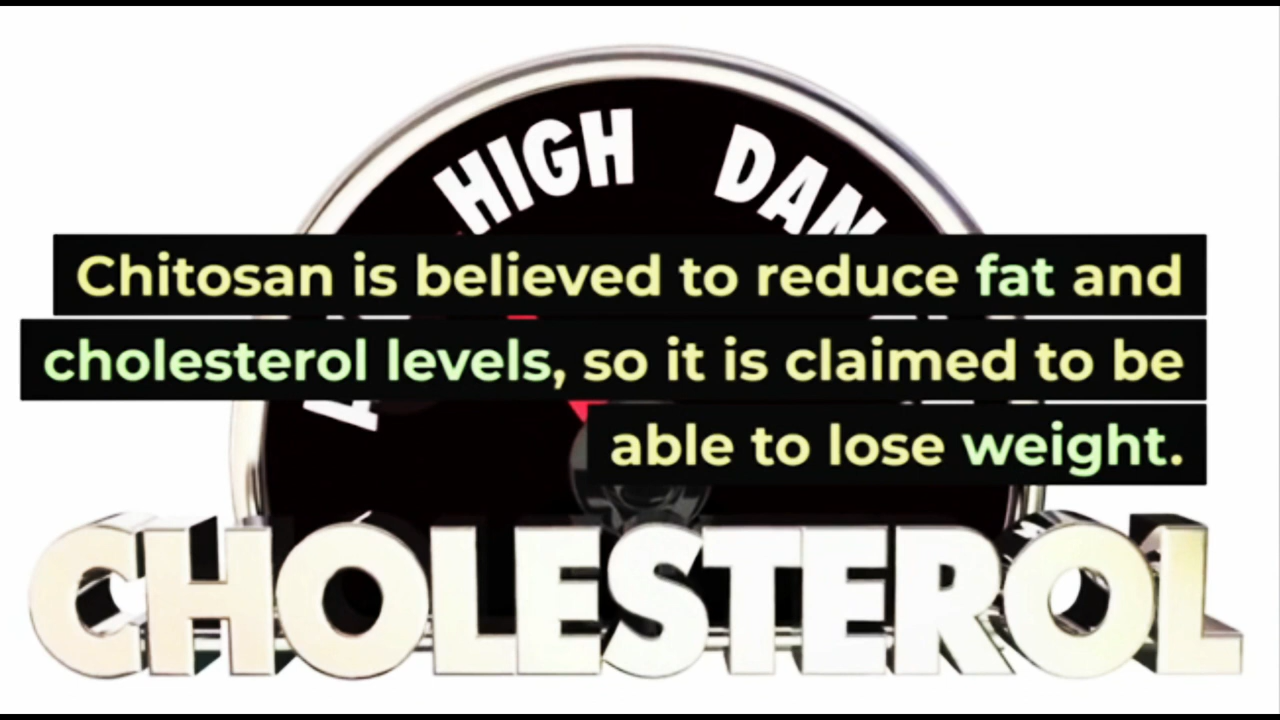 HIGH DAN
Chitosan is believed to reduce fat and
cholesterol levels, so it is claimed to be
able to lose weight.
CHOLESTEROL